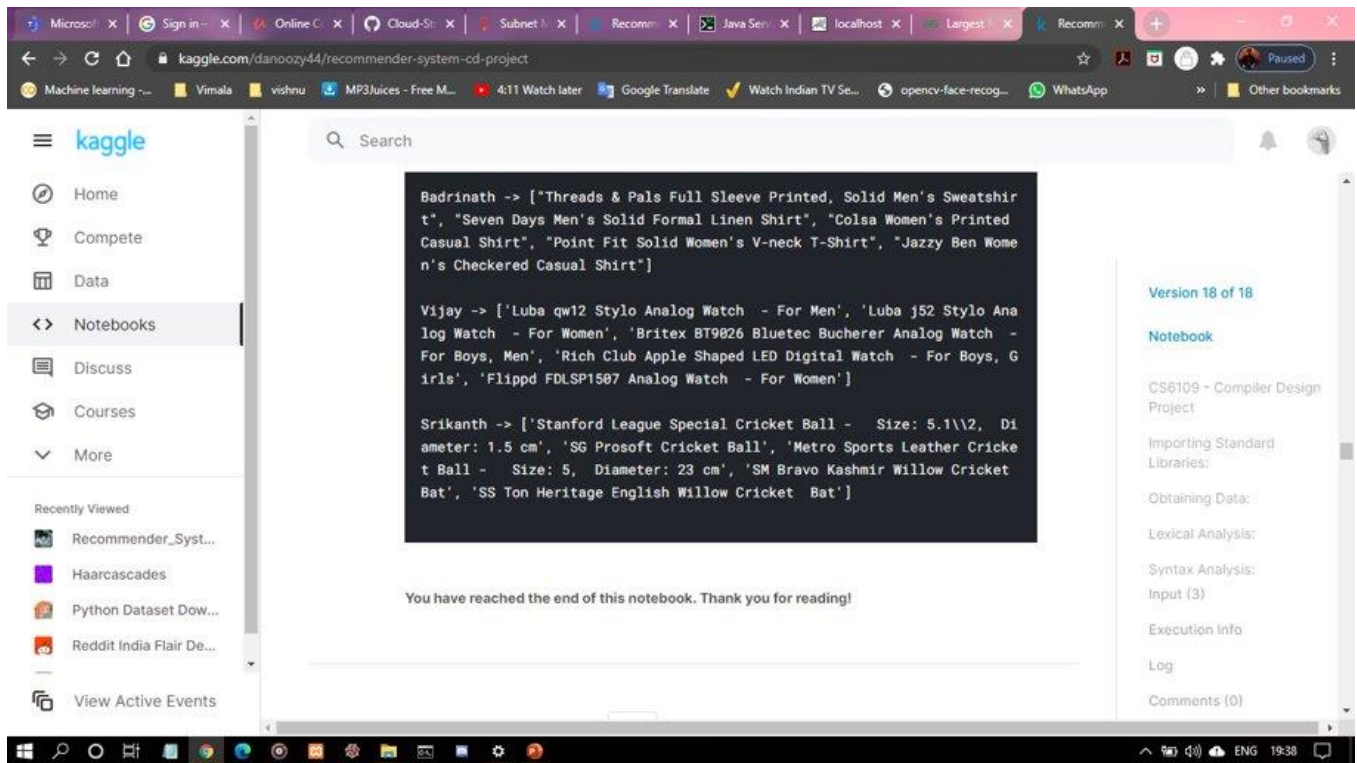 Microsof
Sign in –
Online C
Cloud-St
Subnet
Recomm
Java Ser
localhost
Largest
Recomm
kaggle.com/danoozy44/recommender-system-cd-project
Paused
Machine learning -...
Vimala
vishnu
MP3Juices - Free M...
4:11 Watch later
Google Translate
Watch Indian TV Se...
opencv-face-recog...
WhatsApp
»
Other bookmarks
kaggle
Search
Home
Compete
Data
Notebooks
Discuss
Courses
More
Recently Viewed
Recommender_Syst...
Haarcascades
Python Dataset Dow...
Reddit India Flair De...
View Active Events
Badrinath -> ["Threads & Pals Full Sleeve Printed, Solid Men's Sweatshir
t", "Seven Days Men's Solid Formal Linen Shirt", "Colsa Women's Printed
Casual Shirt", "Point Fit Solid Women's V-neck T-Shirt", "Jazzy Ben Wome
n's Checkered Casual Shirt"]
Vijay -> ['Luba qw12 Stylo Analog Watch  - For Men', 'Luba j52 Stylo Ana
log Watch  - For Women', 'Britex BT9026 Bluetec Bucherer Analog Watch  -
For Boys, Men', 'Rich Club Apple Shaped LED Digital Watch  - For Boys, G
irls', 'Flippd FDLSP1507 Analog Watch  - For Women']
Srikanth -> ['Stanford League Special Cricket Ball -   Size: 5.1\\2,  Di
ameter: 1.5 cm', 'SG Prosoft Cricket Ball', 'Metro Sports Leather Cricke
t Ball -   Size: 5,  Diameter: 23 cm', 'SM Bravo Kashmir Willow Cricket
Bat', 'SS Ton Heritage English Willow Cricket  Bat']
You have reached the end of this notebook. Thank you for reading!
Version 18 of 18
Notebook
CS6109 - Compiler Design
Project
Importing Standard
Libraries:
Obtaining Data:
Lexical Analysis:
Syntax Analysis:
Input (3)
Execution Info
Log
Comments (0)
ENG
19:38